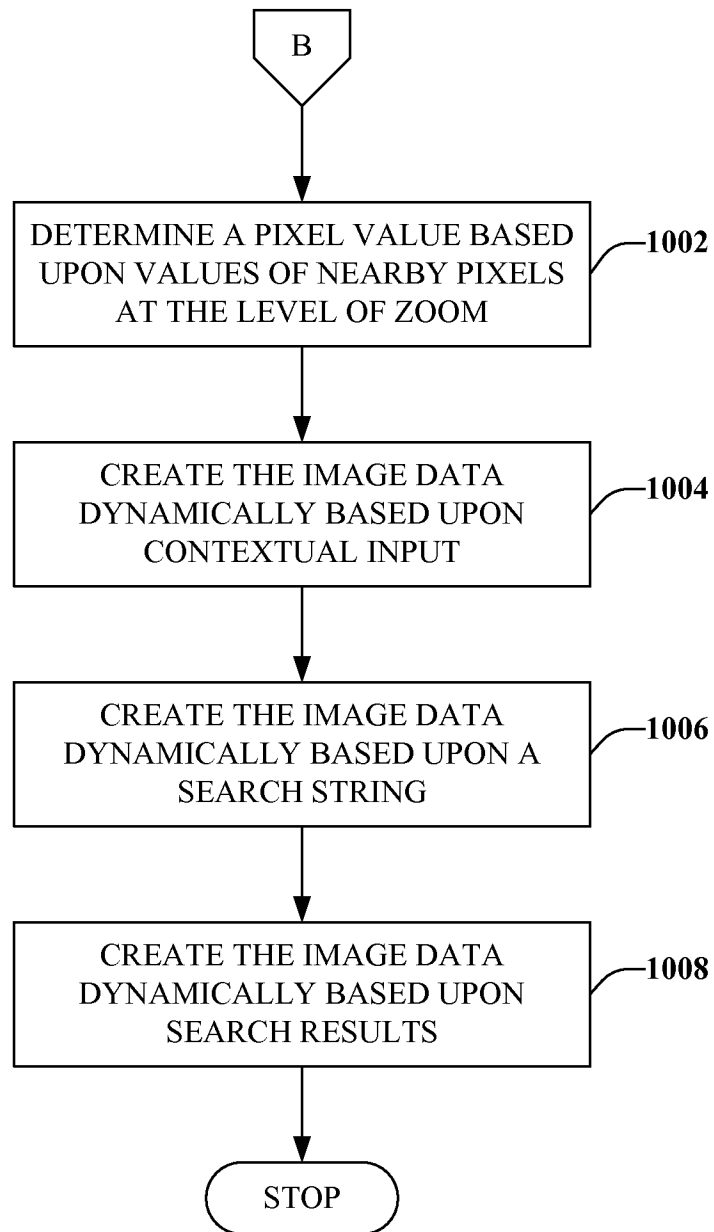 B
DETERMINE A PIXEL VALUE BASED
UPON VALUES OF NEARBY PIXELS
AT THE LEVEL OF ZOOM
1002
CREATE THE IMAGE DATA
DYNAMICALLY BASED UPON
CONTEXTUAL INPUT
1004
CREATE THE IMAGE DATA
DYNAMICALLY BASED UPON A
SEARCH STRING
1006
CREATE THE IMAGE DATA
DYNAMICALLY BASED UPON
SEARCH RESULTS
1008
STOP